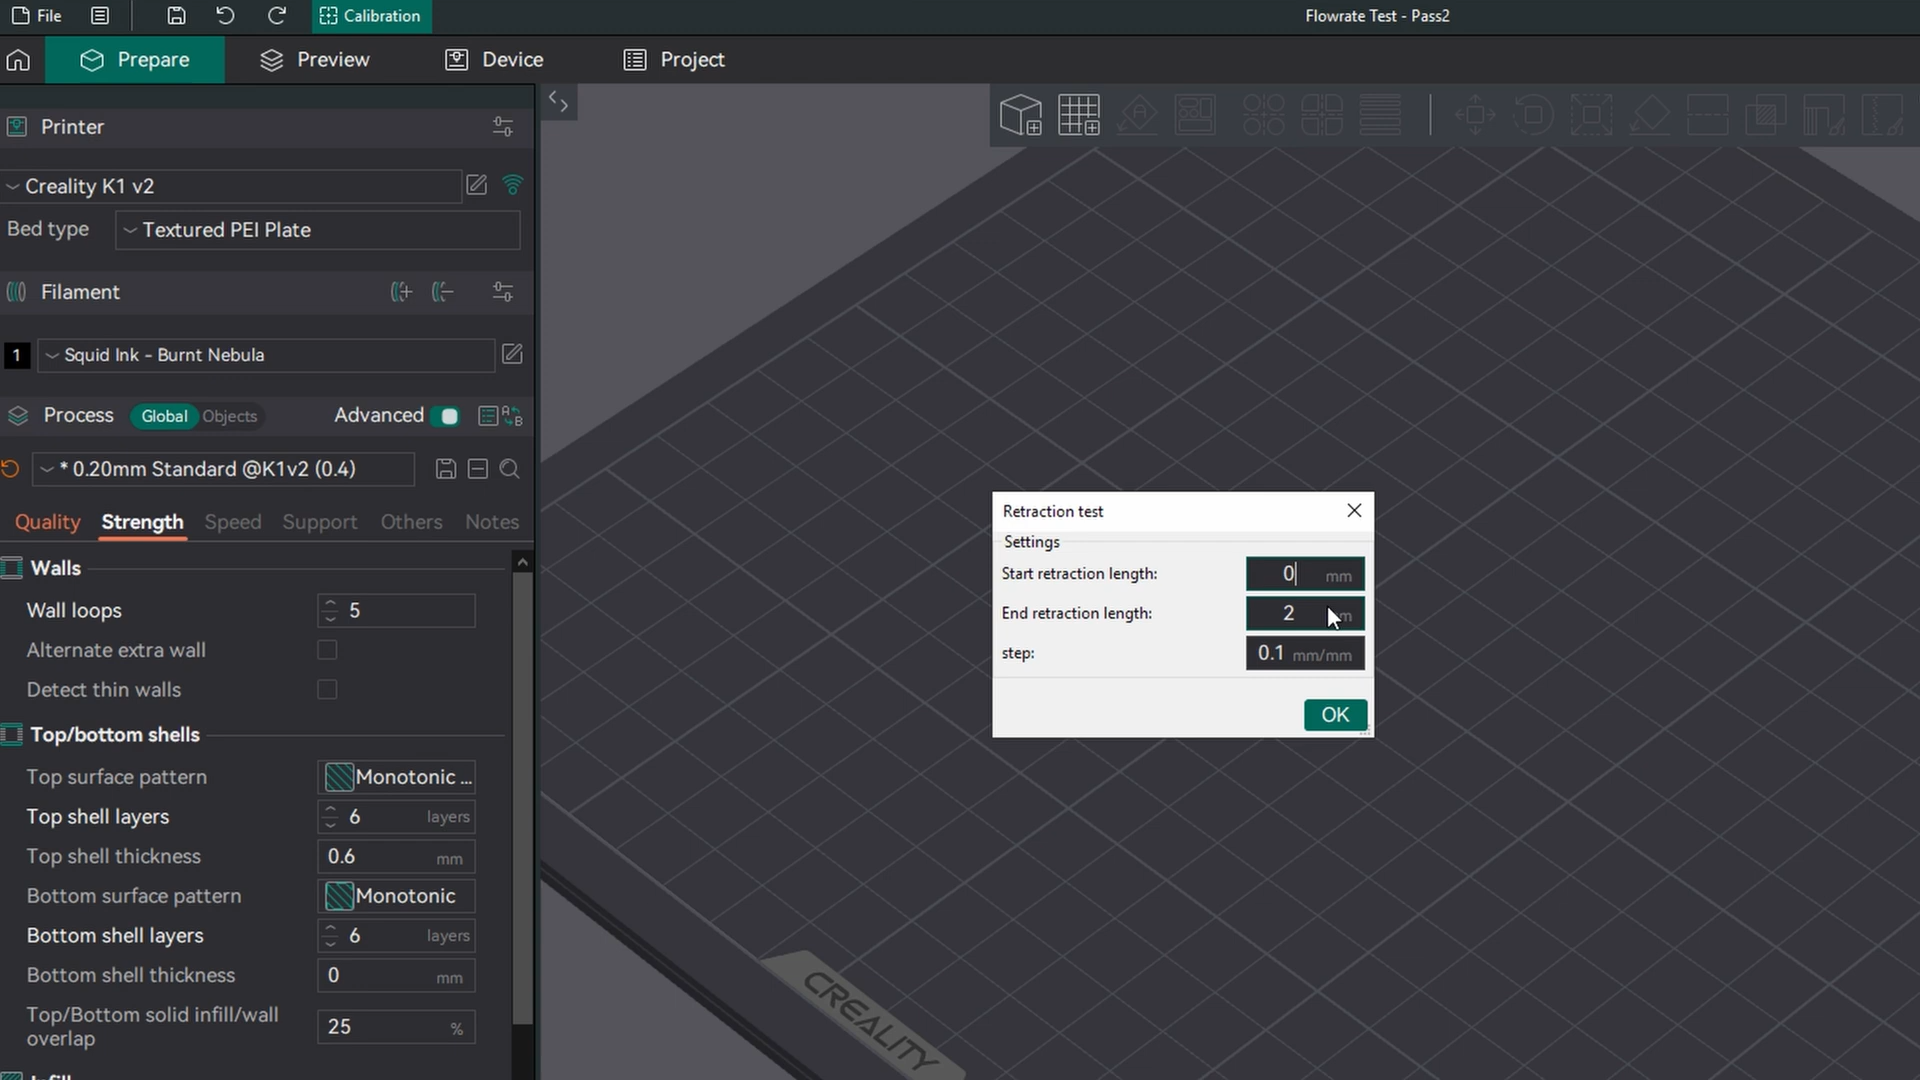 File
Calibration
Flowrate Test - Pass2
Prepare
Preview
Device
Project
Printer
Creality K1 v2
Bed type
Textured PEI Plate
Filament
1
Squid Ink - Burnt Nebula
Process
Global
Objects
Advanced
A
B
* 0.20mm Standard @K1v2 (0.4)
Quality
Strength
Speed
Support
Others
Notes
Walls
Wall loops
5
Alternate extra wall
Detect thin walls
Top/bottom shells
Top surface pattern
Monotonic ...
Top shell layers
6
layers
Top shell thickness
0.6
mm
Bottom surface pattern
Monotonic
Bottom shell layers
6
layers
Bottom shell thickness
0
mm
Top/Bottom solid infill/wall
overlap
25
%
Retraction test
Settings
Start retraction length:
0
mm
End retraction length:
2
step:
0.1
mm/mm
OK
CREALITY